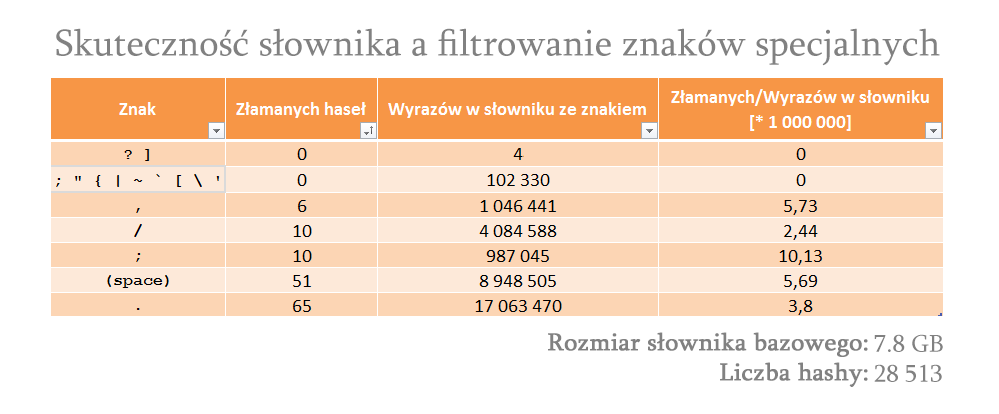 Skuteczność słownika a filtrowanie znaków specjalnych
Znak Złamanych haseł Wyrazów w słowniku ze znakiem Złamanych/Wyrazów w słowniku [* 1 000 000]
? ] 0 4 0
; " { | ~ ` [ \ ' 0 102 330 0
, 6 1 046 441 5,73
/ 10 4 084 588 2,44
; 10 987 045 10,13
(space) 51 8 948 505 5,69
. 65 17 063 470 3,8
Rozmiar słownika bazowego: 7.8 GB
Liczba hashy: 28 513